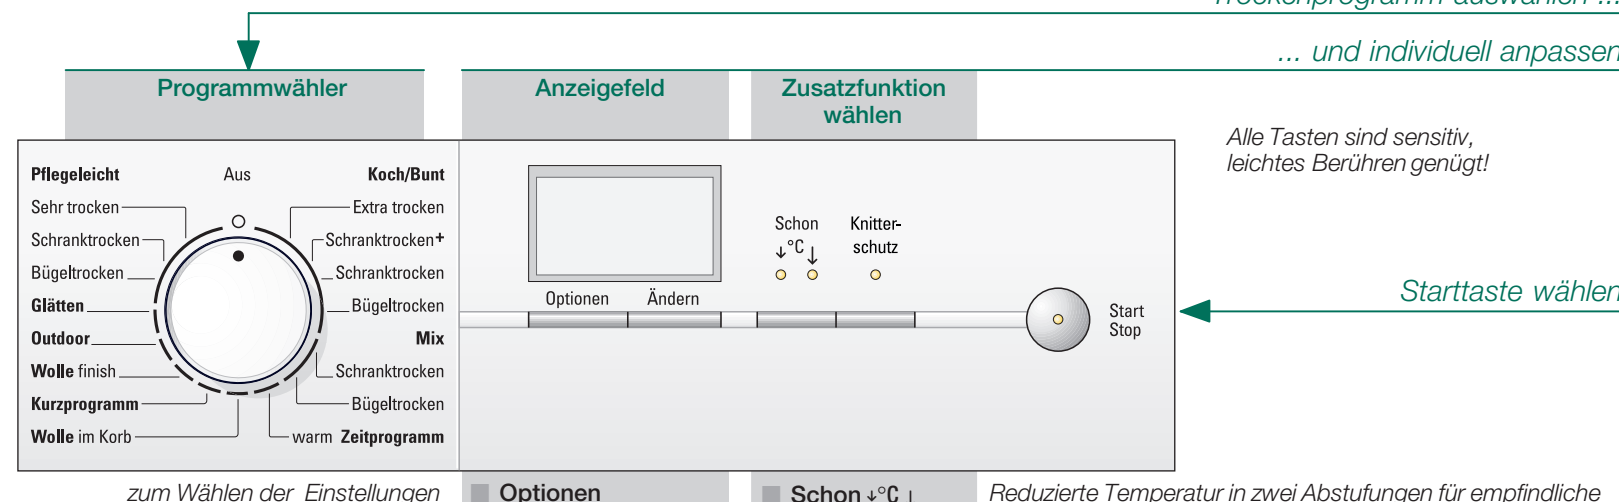 Trockenprogramm auswählen ...
... und individuell anpassen
Programmwähler
Anzeigefeld
Zusatzfunktion
wählen
Alle Tasten sind sensitiv,
leichtes Berühren genügt!
Pflegeleicht
Aus
Koch/Bunt
Sehr trocken
Extra trocken
Schranktrocken
Schranktrocken+
Bügeltrocken
Schranktrocken
Glätten
Bügeltrocken
Outdoor
Mix
Wolle finish
Schranktrocken
Kurzprogramm
Bügeltrocken
Wolle im Korb
warm Zeitprogramm
Optionen
Ändern
Schon
↓°C↓
Knitter-
schutz
Start
Stop
Starttaste wählen
zum Wählen der Einstellungen
Optionen
Schon ↓°C↓
Reduzierte Temperatur in zwei Abstufungen für empfindliche